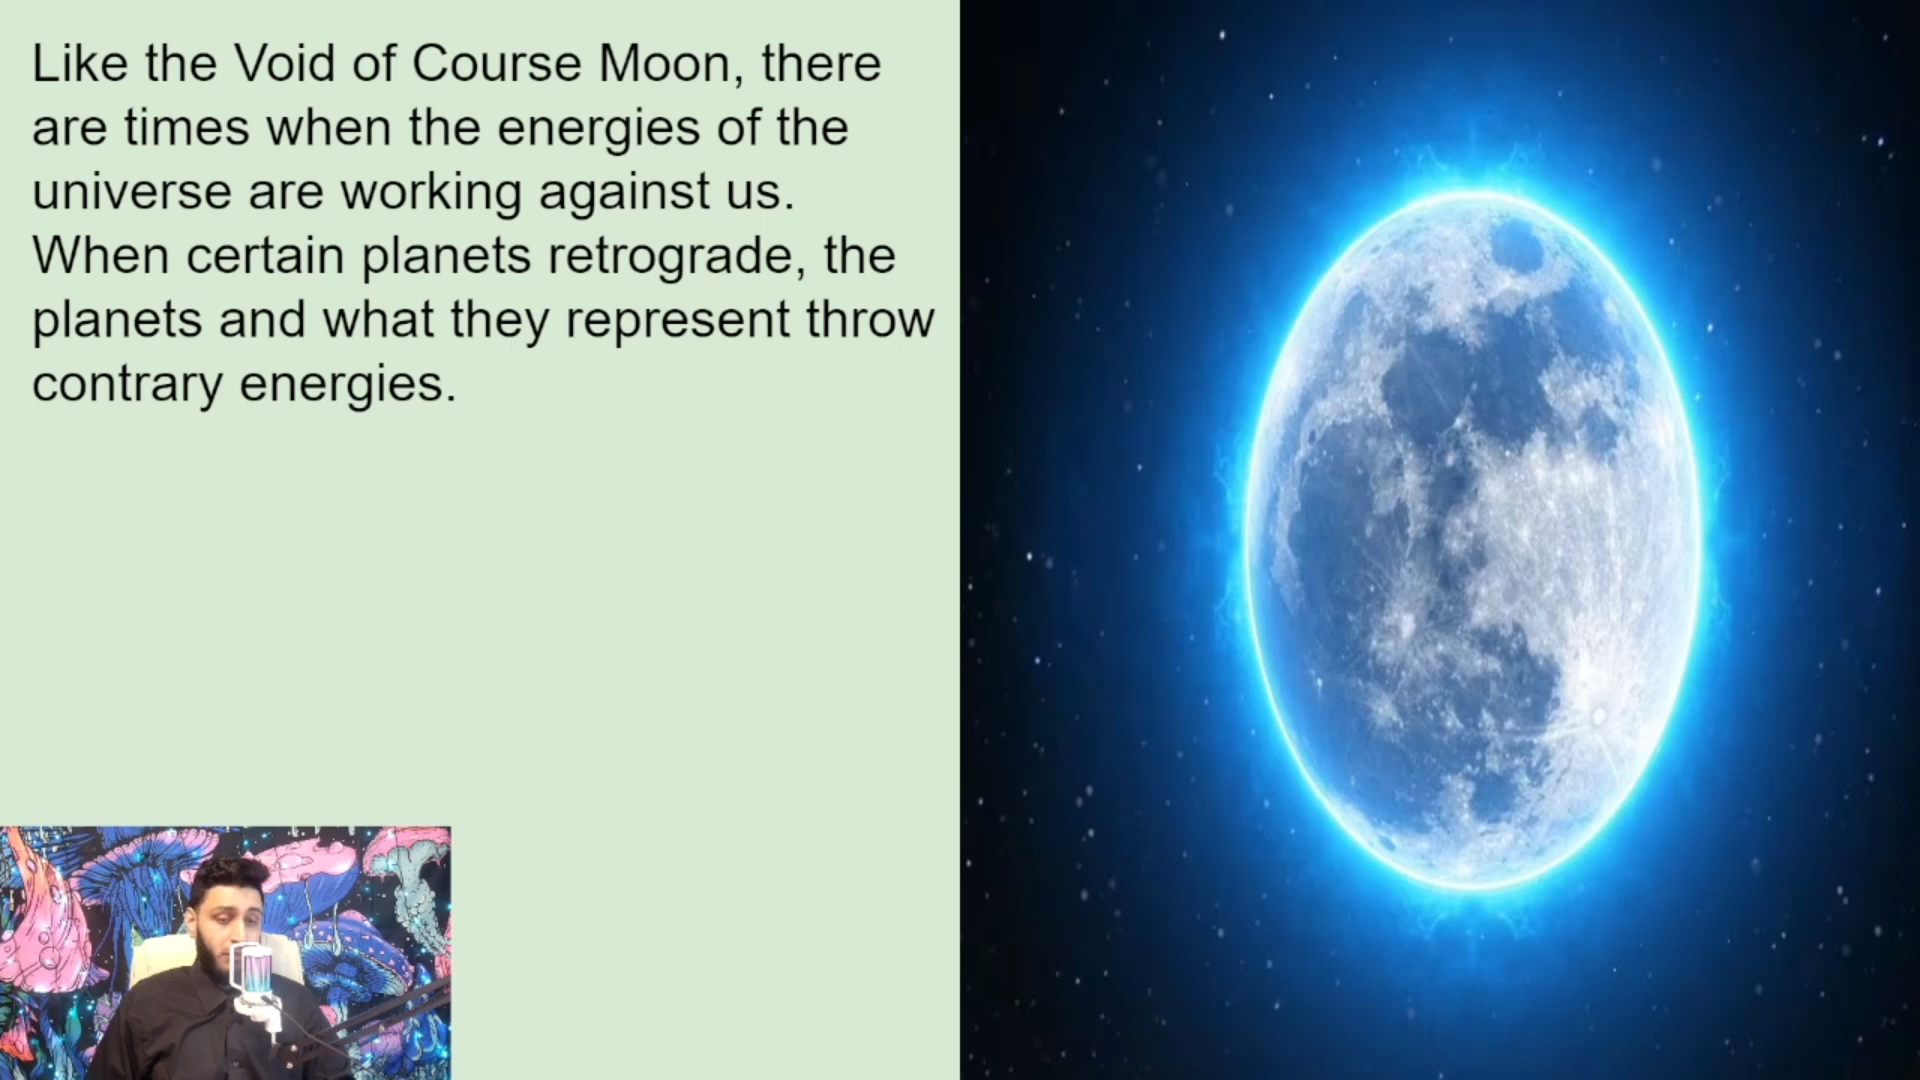 Like the Void of Course Moon, there
are times when the energies of the
universe are working against us.
When certain planets retrograde, the
planets and what they represent throw
contrary energies.